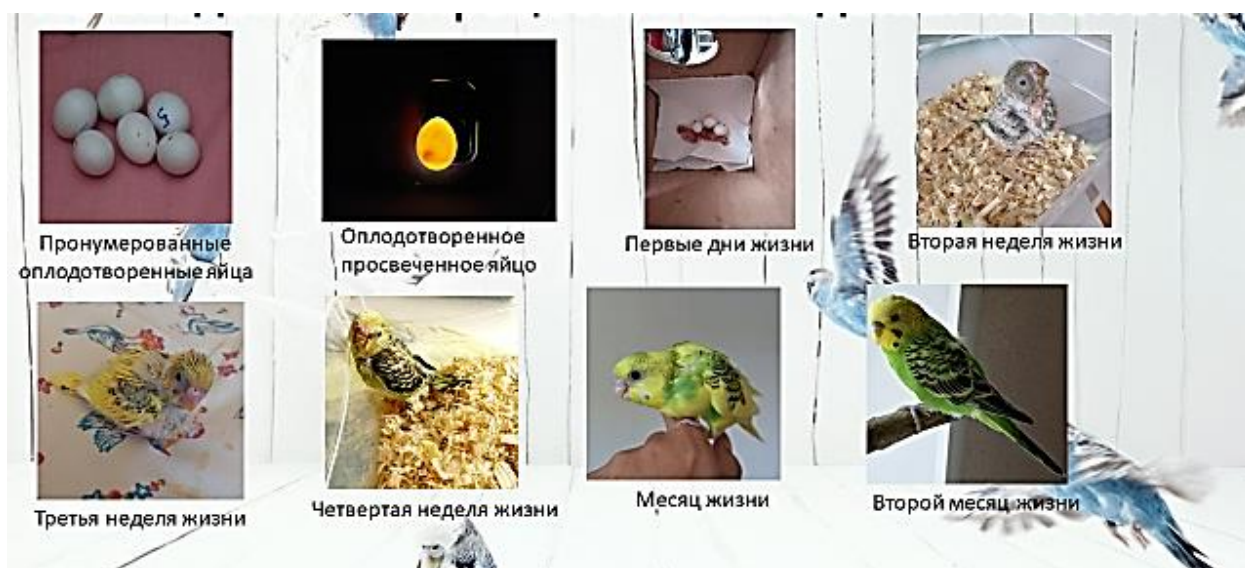 Пронумерованные
оплодотворенные яйца
Оплодотворенное
просвеченное яйцо
Первые дни жизни
Вторая неделя жизни
Третья неделя жизни
Четвертая неделя жизни
Месяц жизни
Второй месяц жизни